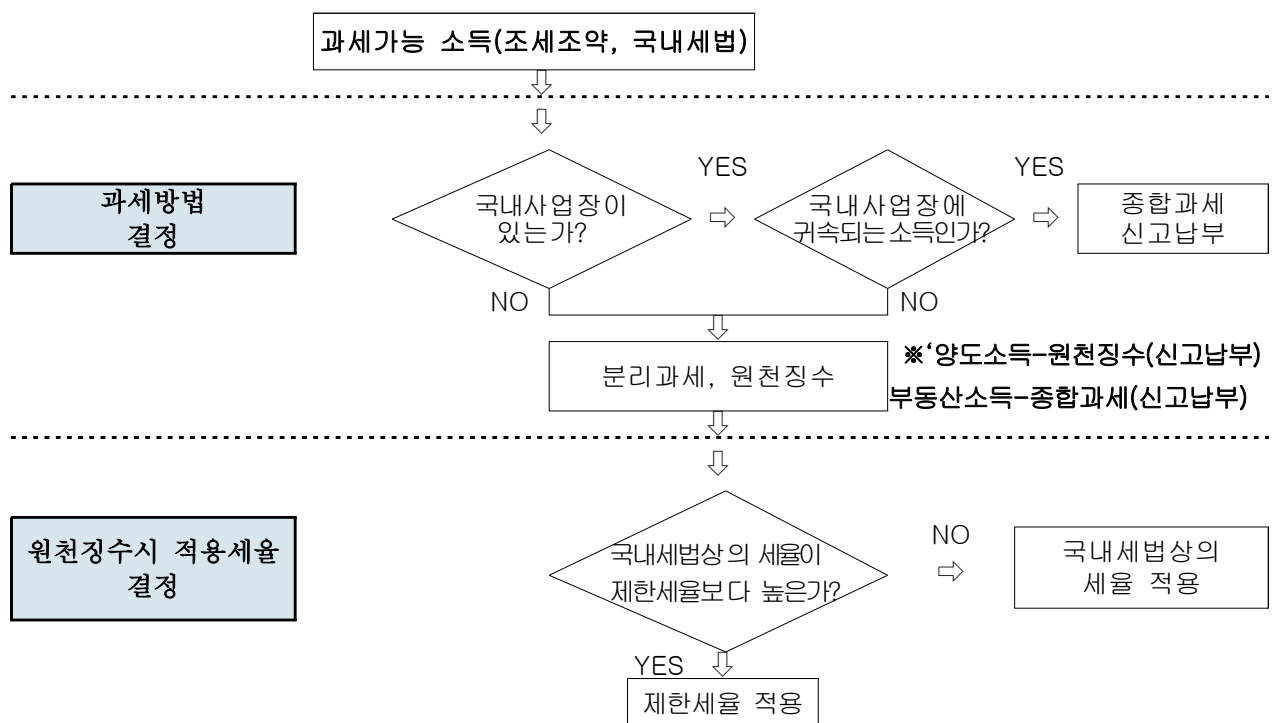 과세가능 소득(조세조약, 국내세법)
과세방법
결정
국내사업장이
있는가?
YES
국내사업장에
귀속되는소득인가?
YES
종합과세
신고납부
NO
NO
분리과세, 원천징수
※‘양도소득-원천징수(신고납부)
부동산소득-종합과세(신고납부)
원천징수시 적용세율
결정
국내세법상의 세율이
제한세율보다 높은가?
NO
국내세법상의
세율 적용
YES
제한세율 적용